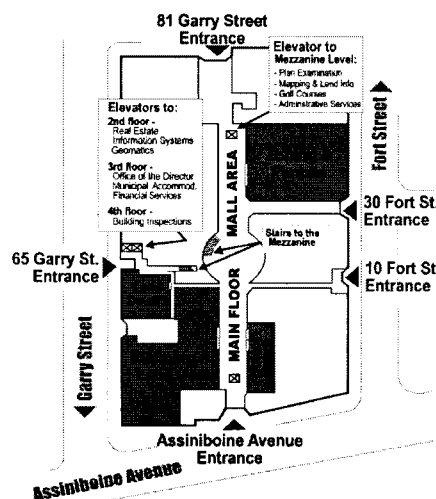 81 Garry Street
Entrance
Elevator to
Mezzanine Level:
- Plan Examination
- Mapping & Land Info
- Golf Courses
- Administrative Services
Elevators to:
2nd floor -
Real Estate
Information Systems
Geomatics
3rd floor -
Office of the Director
Municipal Accommod.
Financial Services
4th floor -
Building Inspections
Fort Street
MALL AREA
30 Fort St.
Entrance
Stairs to the
Mezzanine
65 Garry St.
Entrance
10 Fort St.
Entrance
MAIN FLOOR
Garry Street
Assiniboine Avenue
Entrance
Assiniboine Avenue